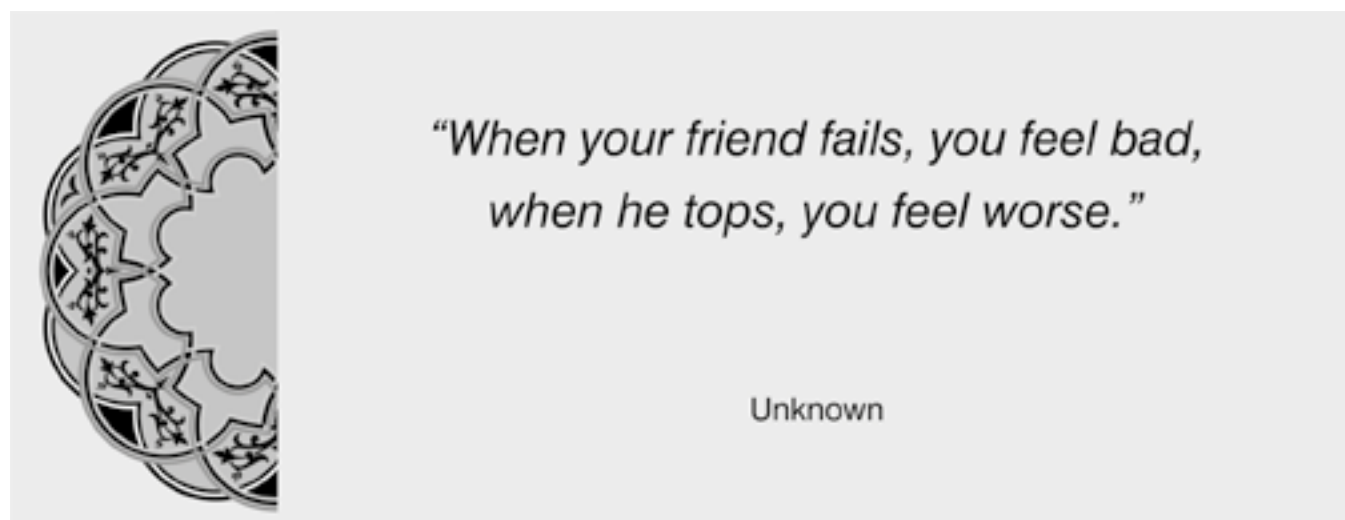 “When your friend fails, you feel bad,
when he tops, you feel worse.”
Unknown